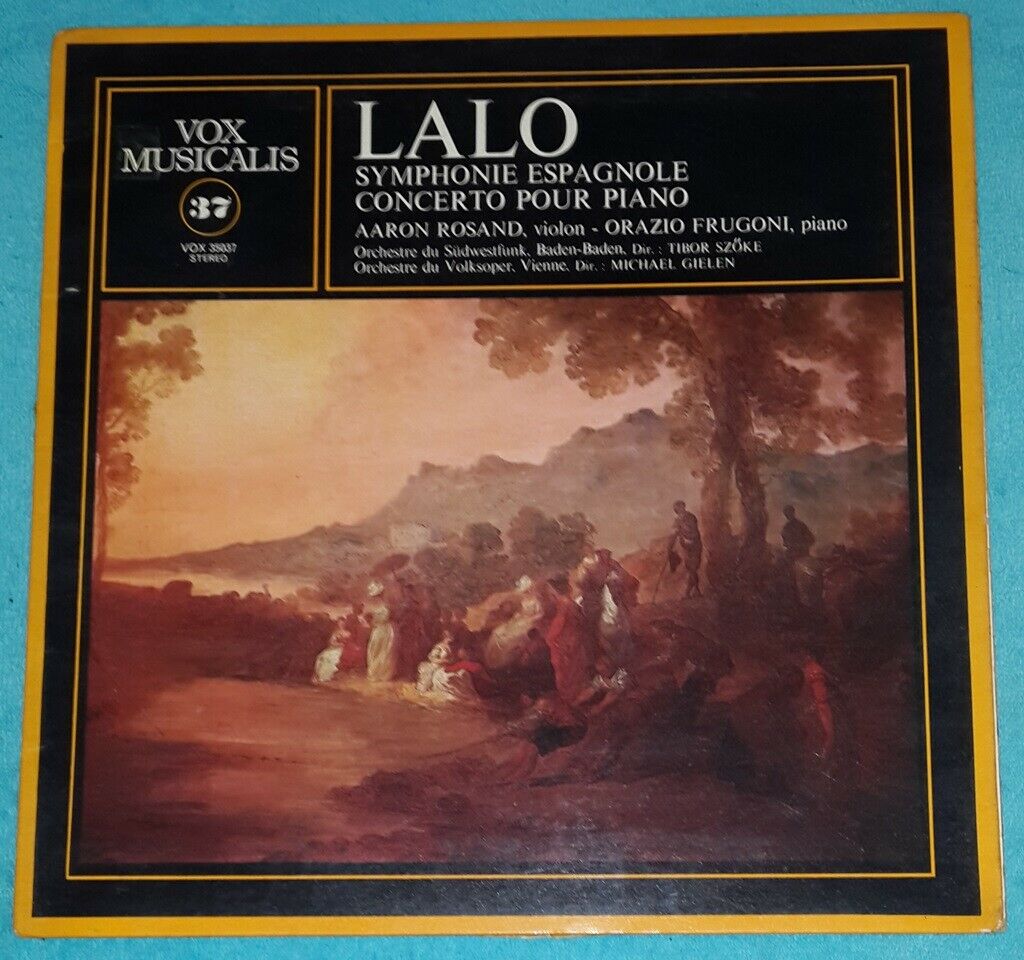 VOX
MUSICALIS
37
VOX 35037
STEREO
LALO
SYMPHONIE ESPAGNOLE
CONCERTO POUR PIANO
AARON ROSAND, violon - ORAZIO FRUGONI, piano
Orchestre du Südwestfunk, Baden-Baden, Dir. : TIBOR SZŐKE
Orchestre du Volksoper, Vienne, Dir. : MICHAEL GIELEN